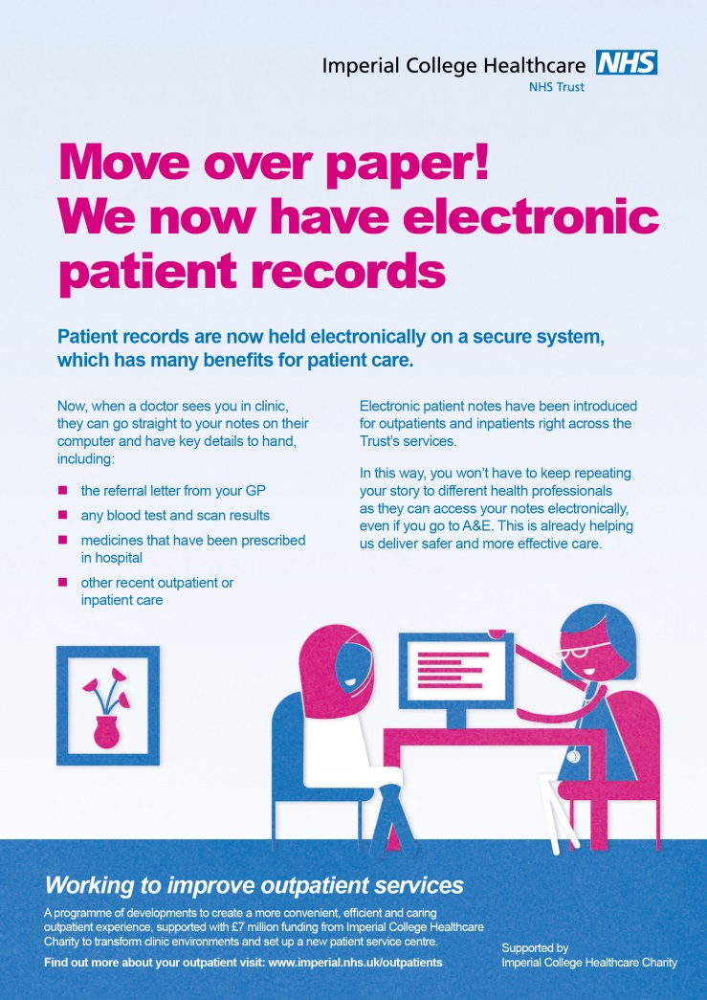 Imperial College Healthcare NHS
NHS Trust
Move over paper!
We now have electronic
patient records
Patient records are now held electronically on a secure system,
which has many benefits for patient care.
Now, when a doctor sees you in clinic,
they can go straight to your notes on their
computer and have key details to hand,
including:
the referral letter from your GP
any blood test and scan results
medicines that have been prescribed
in hospital
other recent outpatient or
inpatient care
Electronic patient notes have been introduced
for outpatients and inpatients right across the
Trust’s services.
In this way, you won’t have to keep repeating
your story to different health professionals
as they can access your notes electronically,
even if you go to A&E. This is already helping
us deliver safer and more effective care.
Working to improve outpatient services
A programme of developments to create a more convenient, efficient and caring
outpatient experience, supported with £7 million funding from Imperial College Healthcare
Charity to transform clinic environments and set up a new patient service centre.
Find out more about your outpatient visit: www.imperial.nhs.uk/outpatients
Supported by
Imperial College Healthcare Charity